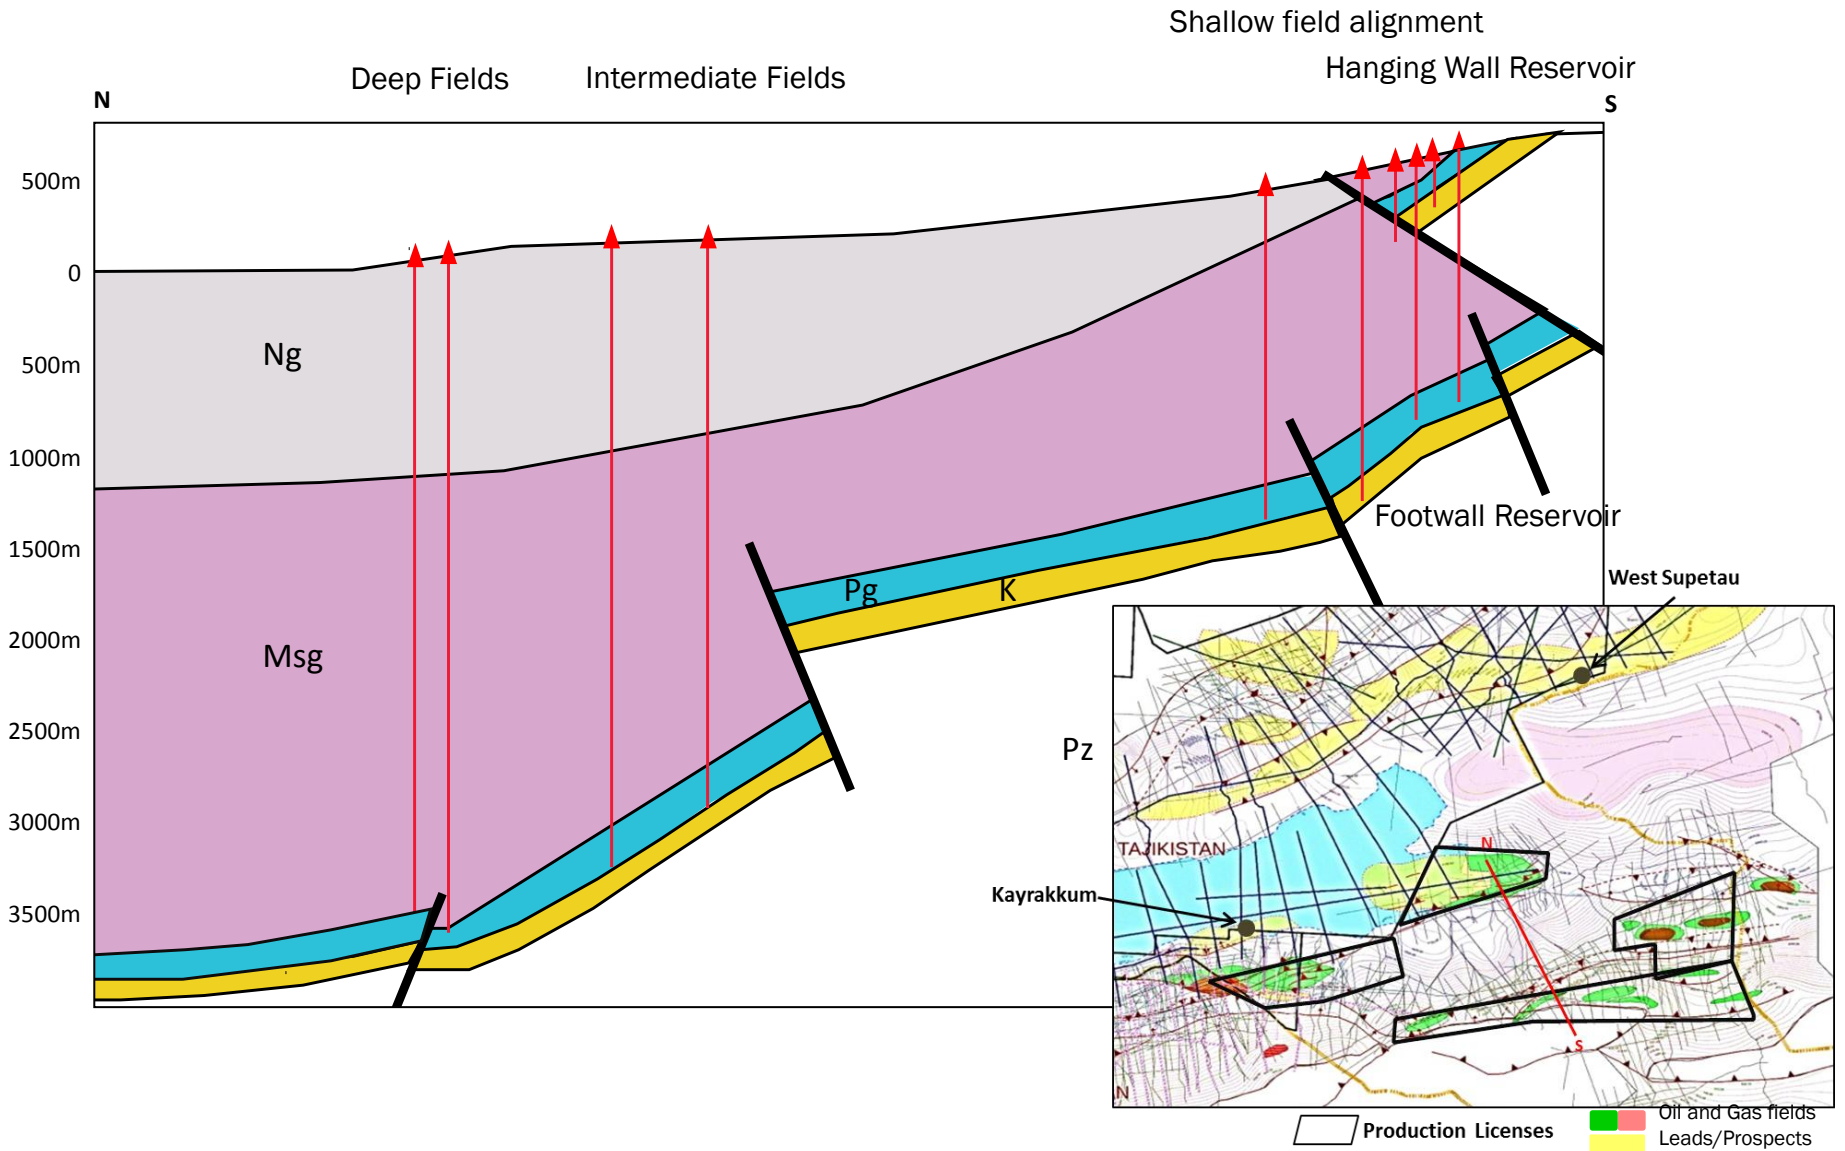 Shallow field alignment
Deep Fields
Intermediate Fields
Hanging Wall Reservoir
N
S
500m
0
500m
1000m
1500m
2000m
2500m
3000m
3500m
Ng
Msg
Pg
K
Footwall Reservoir
Pz
West Supetau
TAJIKISTAN
N
Kayrakkum
S
N
Production Licenses
Oil and Gas fields
Leads/Prospects